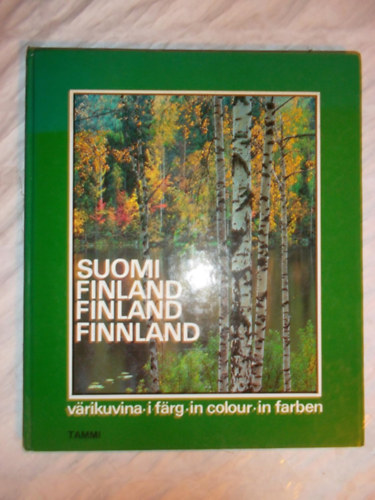 SUOMI
FINLAND
FINLAND
FINNLAND
värikuvina·i färg·in colour·in farben
TAMMI